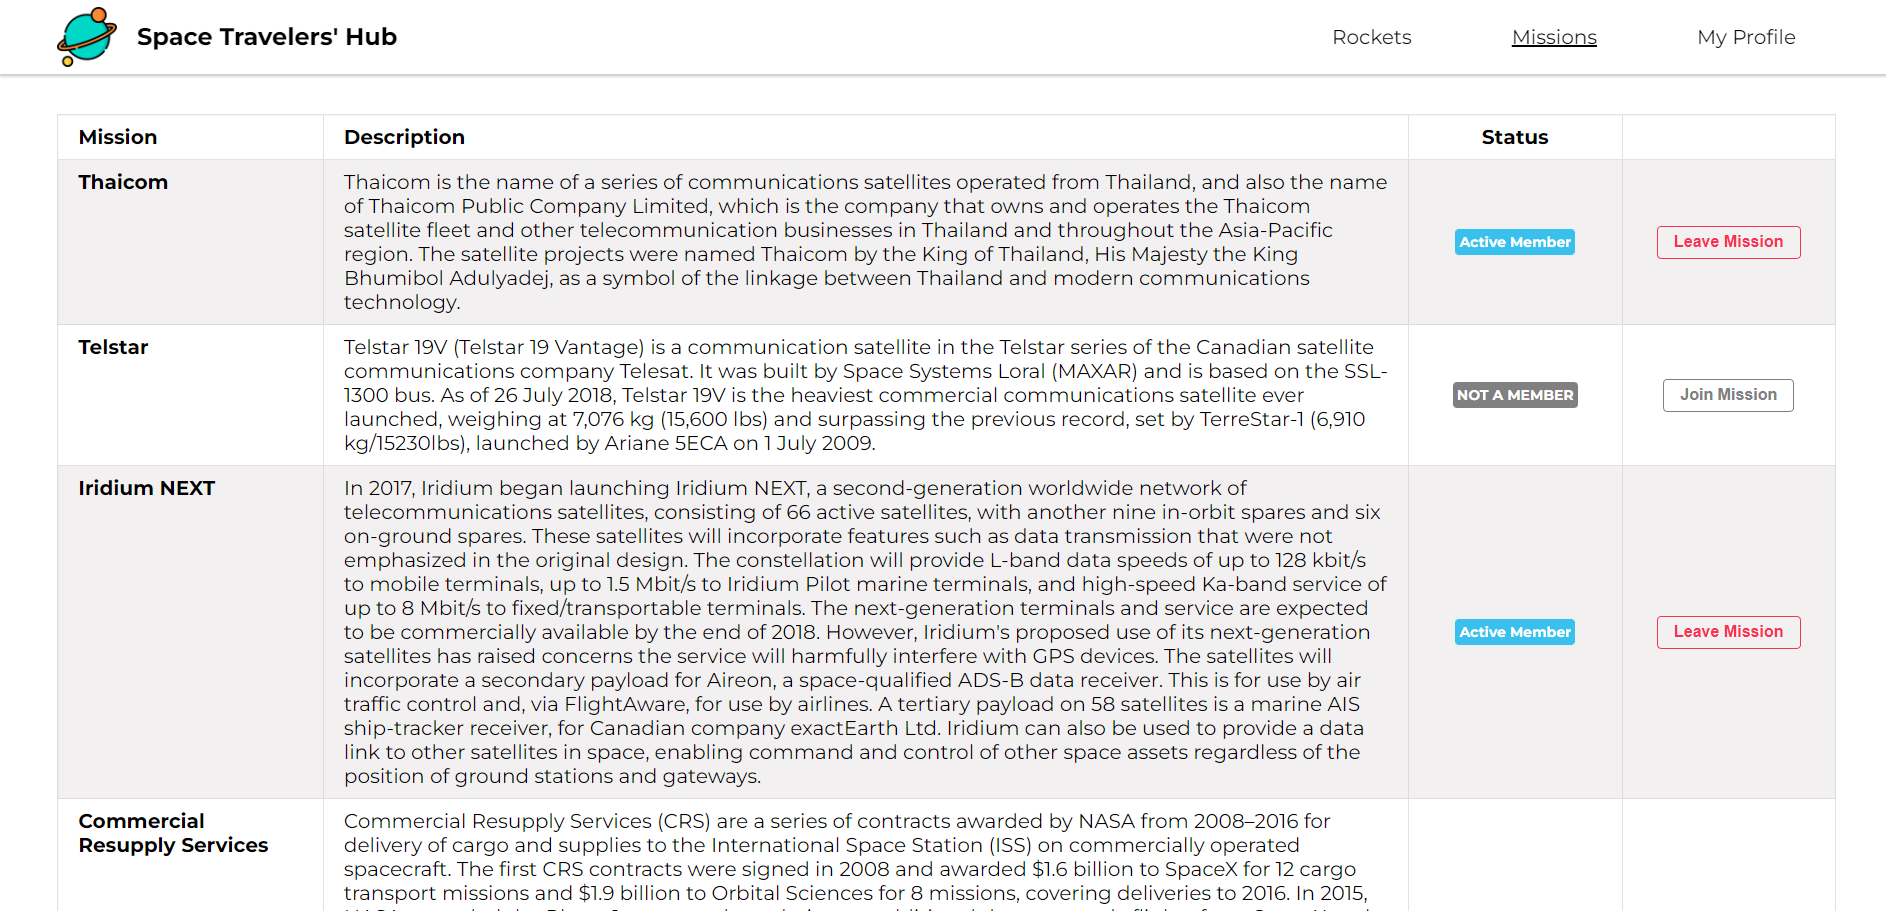 Space Travelers' Hub
Rockets
Missions
My Profile
Mission
Description
Status
Thaicom
Thaicom is the name of a series of communications satellites operated from Thailand, and also the name
of Thaicom Public Company Limited, which is the company that owns and operates the Thaicom
satellite fleet and other telecommunication businesses in Thailand and throughout the Asia-Pacific
region. The satellite projects were named Thaicom by the King of Thailand, His Majesty the King
Bhumibol Adulyadej, as a symbol of the linkage between Thailand and modern communications
technology.
Active Member
Leave Mission
Telstar
Telstar 19V (Telstar 19 Vantage) is a communication satellite in the Telstar series of the Canadian satellite
communications company Telesat. It was built by Space Systems Loral (MAXAR) and is based on the SSL-
1300 bus. As of 26 July 2018, Telstar 19V is the heaviest commercial communications satellite ever
launched, weighing at 7,076 kg (15,600 lbs) and surpassing the previous record, set by TerreStar-1 (6,910
kg/15230lbs), launched by Ariane 5ECA on 1 July 2009.
NOT A MEMBER
Join Mission
Iridium NEXT
In 2017, Iridium began launching Iridium NEXT, a second-generation worldwide network of
telecommunications satellites, consisting of 66 active satellites, with another nine in-orbit spares and six
on-ground spares. These satellites will incorporate features such as data transmission that were not
emphasized in the original design. The constellation will provide L-band data speeds of up to 128 kbit/s
to mobile terminals, up to 1.5 Mbit/s to Iridium Pilot marine terminals, and high-speed Ka-band service of
up to 8 Mbit/s to fixed/transportable terminals. The next-generation terminals and service are expected
to be commercially available by the end of 2018. However, Iridium's proposed use of its next-generation
satellites has raised concerns the service will harmfully interfere with GPS devices. The satellites will
incorporate a secondary payload for Aireon, a space-qualified ADS-B data receiver. This is for use by air
traffic control and, via FlightAware, for use by airlines. A tertiary payload on 58 satellites is a marine AIS
ship-tracker receiver, for Canadian company exactEarth Ltd. Iridium can also be used to provide a data
link to other satellites in space, enabling command and control of other space assets regardless of the
position of ground stations and gateways.
Active Member
Leave Mission
Commercial
Resupply Services
Commercial Resupply Services (CRS) are a series of contracts awarded by NASA from 2008–2016 for
delivery of cargo and supplies to the International Space Station (ISS) on commercially operated
spacecraft. The first CRS contracts were signed in 2008 and awarded $1.6 billion to SpaceX for 12 cargo
transport missions and $1.9 billion to Orbital Sciences for 8 missions, covering deliveries to 2016. In 2015,